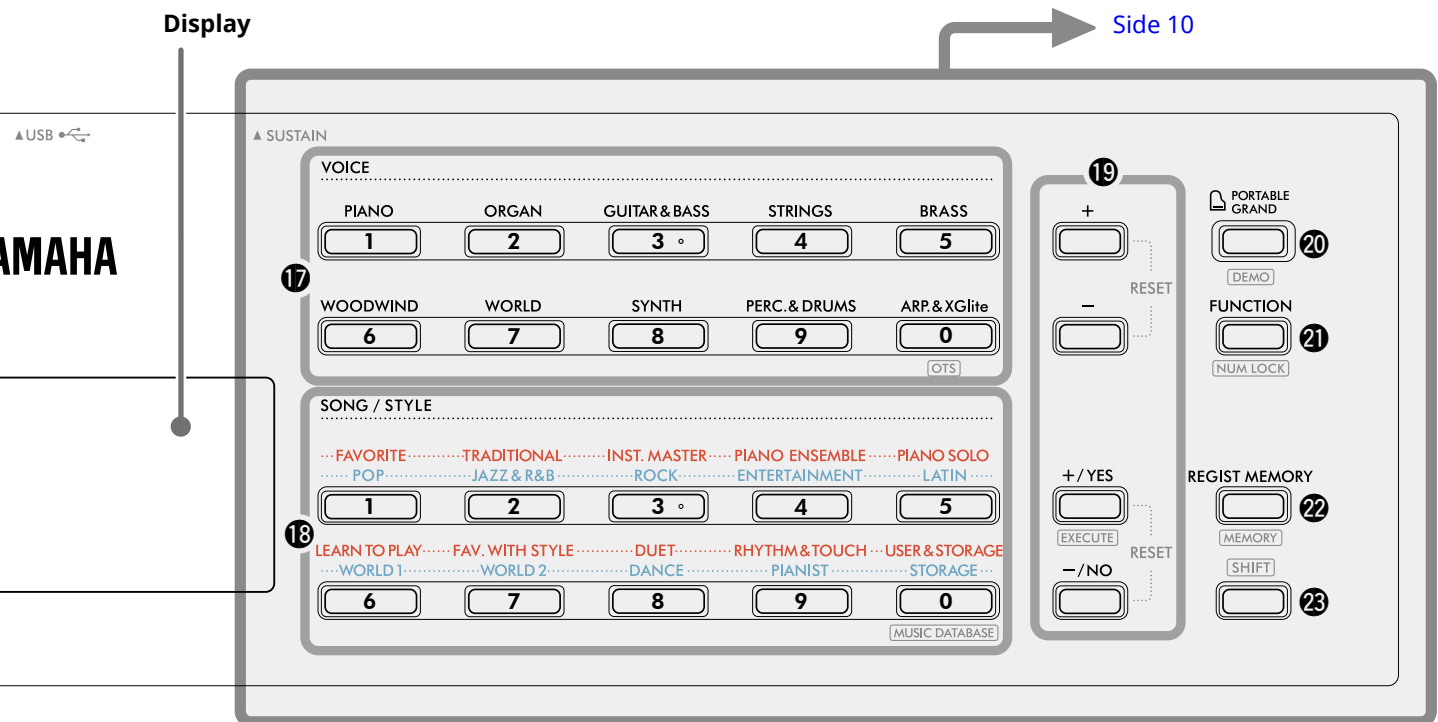 Display
Side 10
▲USB
▲ SUSTAIN
VOICE
PIANO ORGAN GUITAR & BASS STRINGS BRASS
1 2 3 4 5
AMAHA
⓱
WOODWIND WORLD SYNTH PERC.& DRUMS ARP.& XGlite
6 7 8 9 0
OTS
SONG / STYLE
FAVORITE TRADITIONAL INST. MASTER PIANO ENSEMBLE PIANO SOLO
POP JAZZ & R&B ROCK ENTERTAINMENT LATIN
1 2 3 4 5
⓲
LEARN TO PLAY FAV. WITH STYLE DUET RHYTHM & TOUCH USER & STORAGE
WORLD 1 WORLD 2 DANCE PIANIST STORAGE
6 7 8 9 0
MUSIC DATABASE
⓳
+
RESET
−
+/YES
EXECUTE
RESET
−/NO
PORTABLE
GRAND
⓴
DEMO
FUNCTION
㉑
NUM LOCK
REGIST MEMORY
㉒
MEMORY
SHIFT
㉓